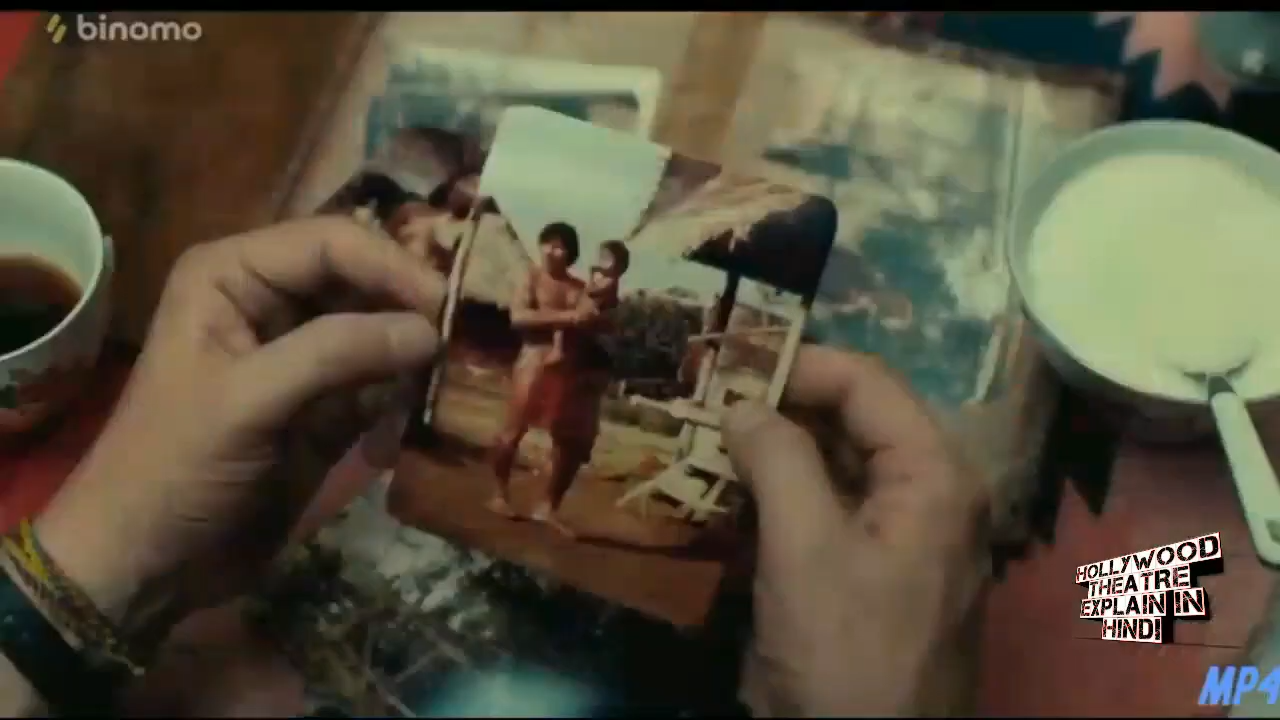 binomo
HOLLYWOOD
THEATRE
EXPLAIN IN
HINDI
MP4